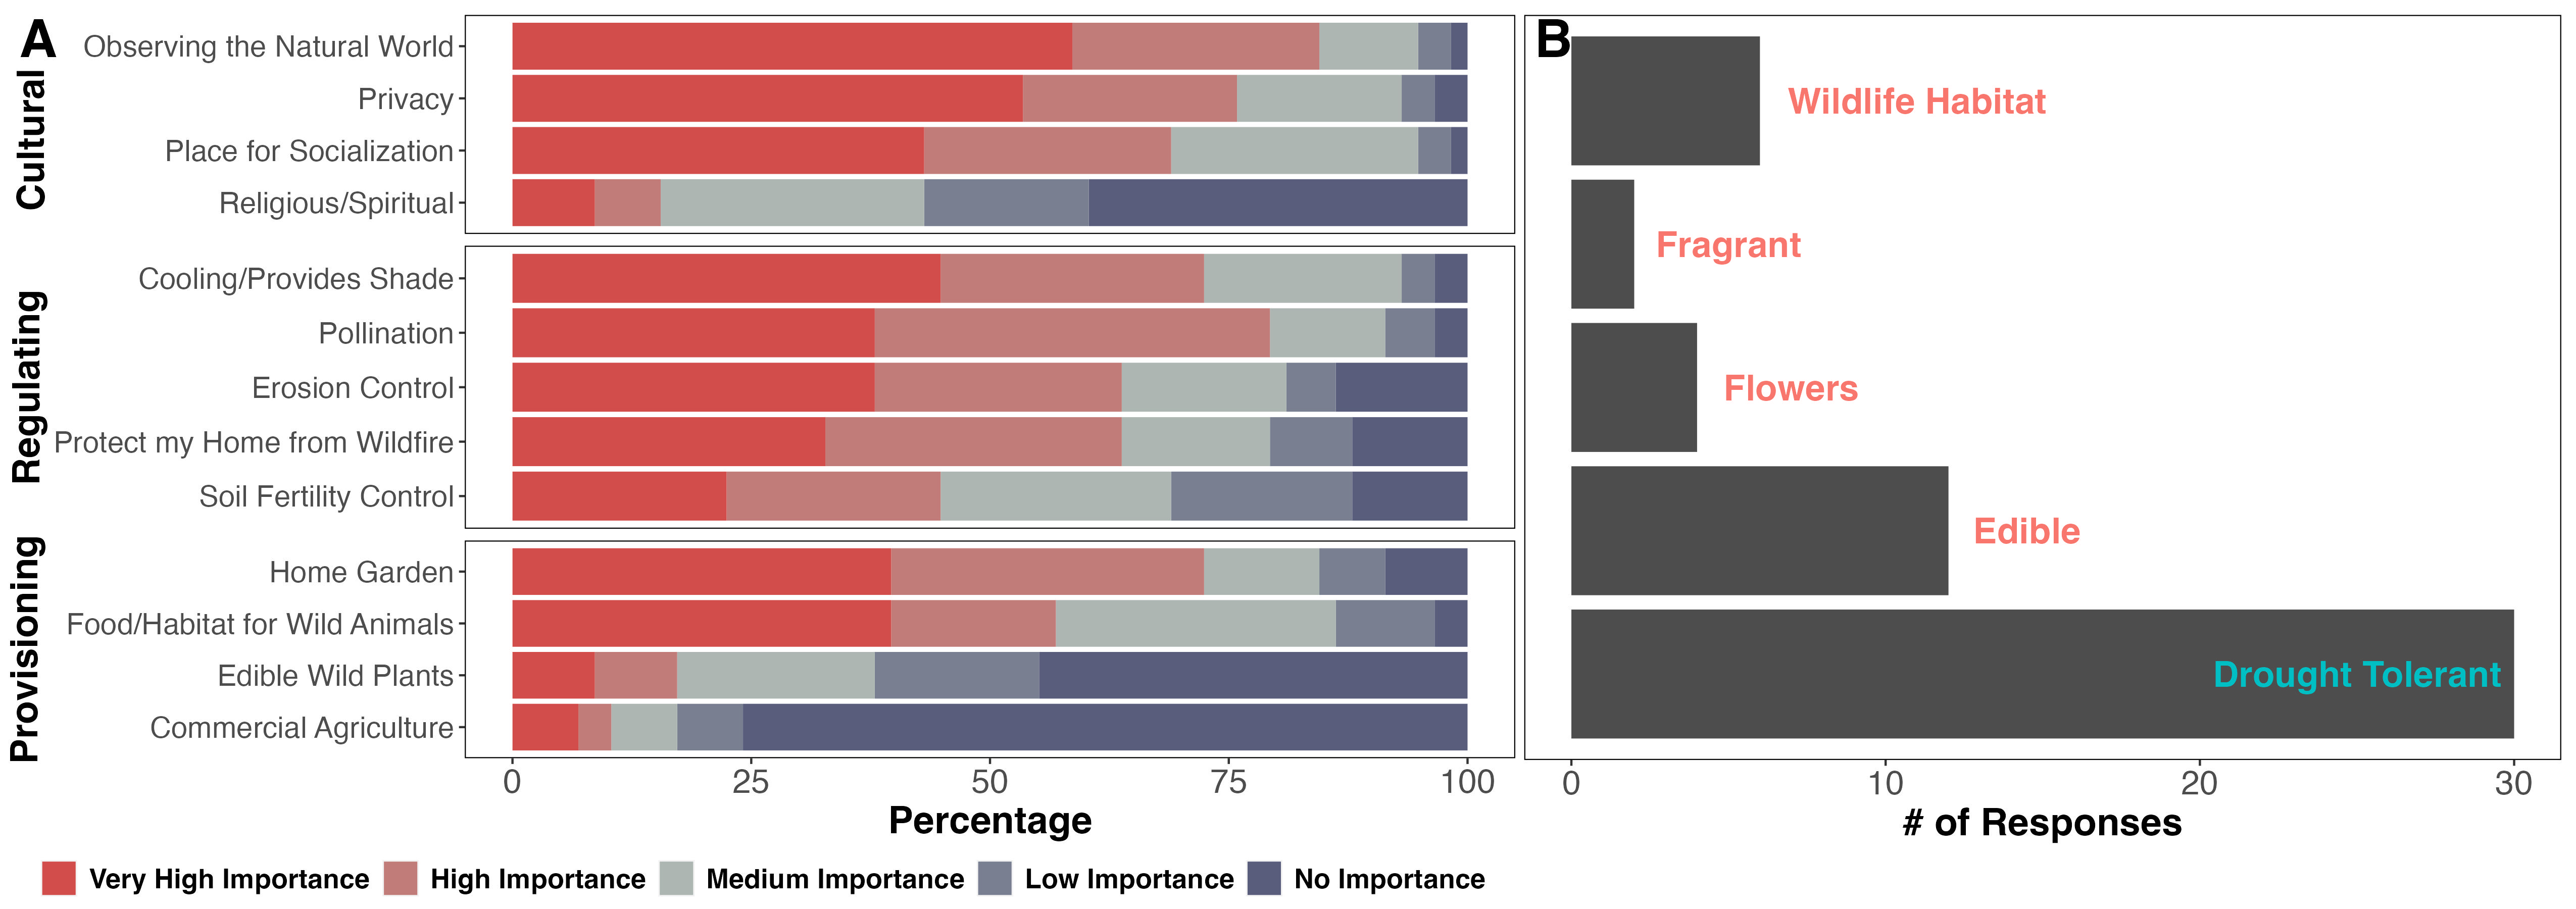 A
Cultural
Observing the Natural World
Privacy
Place for Socialization
Religious/Spiritual
Regulating
Cooling/Provides Shade
Pollination
Erosion Control
Protect my Home from Wildfire
Soil Fertility Control
Provisioning
Home Garden
Food/Habitat for Wild Animals
Edible Wild Plants
Commercial Agriculture
0 25 50 75 100
Percentage
Very High Importance High Importance Medium Importance Low Importance No Importance
B
Wildlife Habitat
Fragrant
Flowers
Edible
Drought Tolerant
0 10 20 30
# of Responses